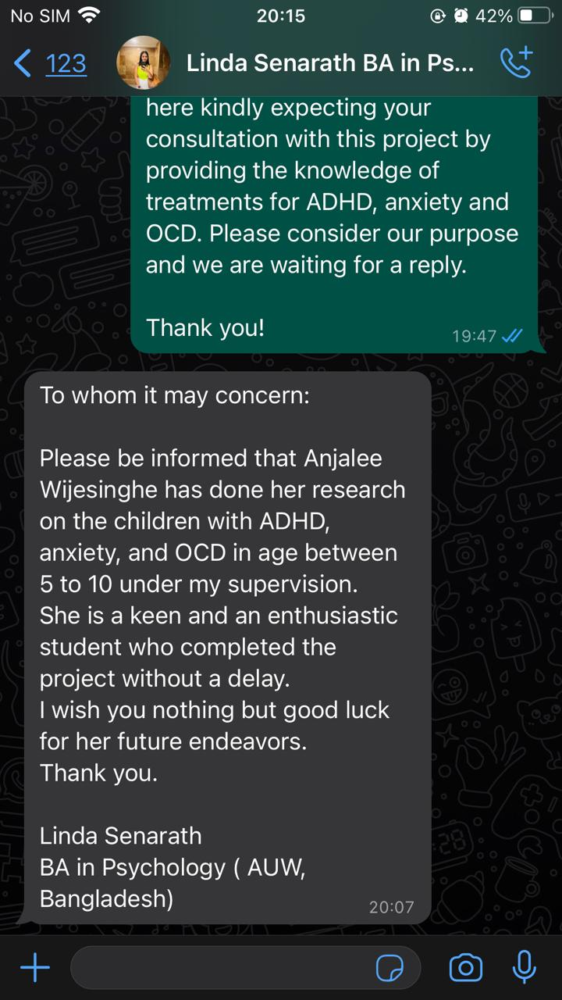 No SIM 20:15 42%
123 Linda Senarath BA in Ps...
here kindly expecting your
consultation with this project by
providing the knowledge of
treatments for ADHD, anxiety and
OCD. Please consider our purpose
and we are waiting for a reply.
Thank you!
19:47
To whom it may concern:
Please be informed that Anjalee
Wijesinghe has done her research
on the children with ADHD,
anxiety, and OCD in age between
5 to 10 under my supervision.
She is a keen and an enthusiastic
student who completed the
project without a delay.
I wish you nothing but good luck
for her future endeavors.
Thank you.
Linda Senarath
BA in Psychology ( AUW,
Bangladesh)
20:07